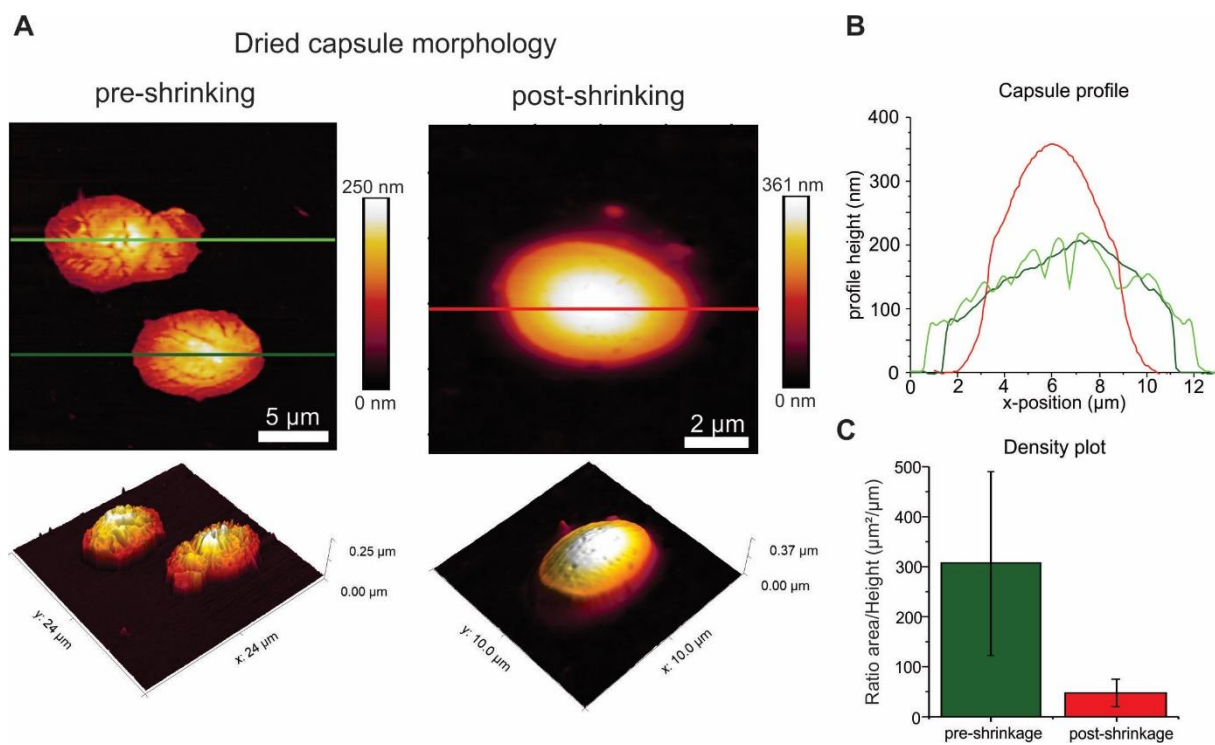 A
Dried capsule morphology
pre-shrinking
post-shrinking
250 nm
0 nm
5 µm
361 nm
0 nm
2 µm
0.25 µm
0.00 µm
y: 24 µm
x: 24 µm
0.37 µm
0.00 µm
y: 10.0 µm
x: 10.0 µm
B
Capsule profile
profile height (nm)
400
300
200
100
0
0 2 4 6 8 10 12
x-position (µm)
C
Density plot
Ratio area/Height (µm²/µm)
500
400
300
200
100
0
pre-shrinkage post-shrinkage